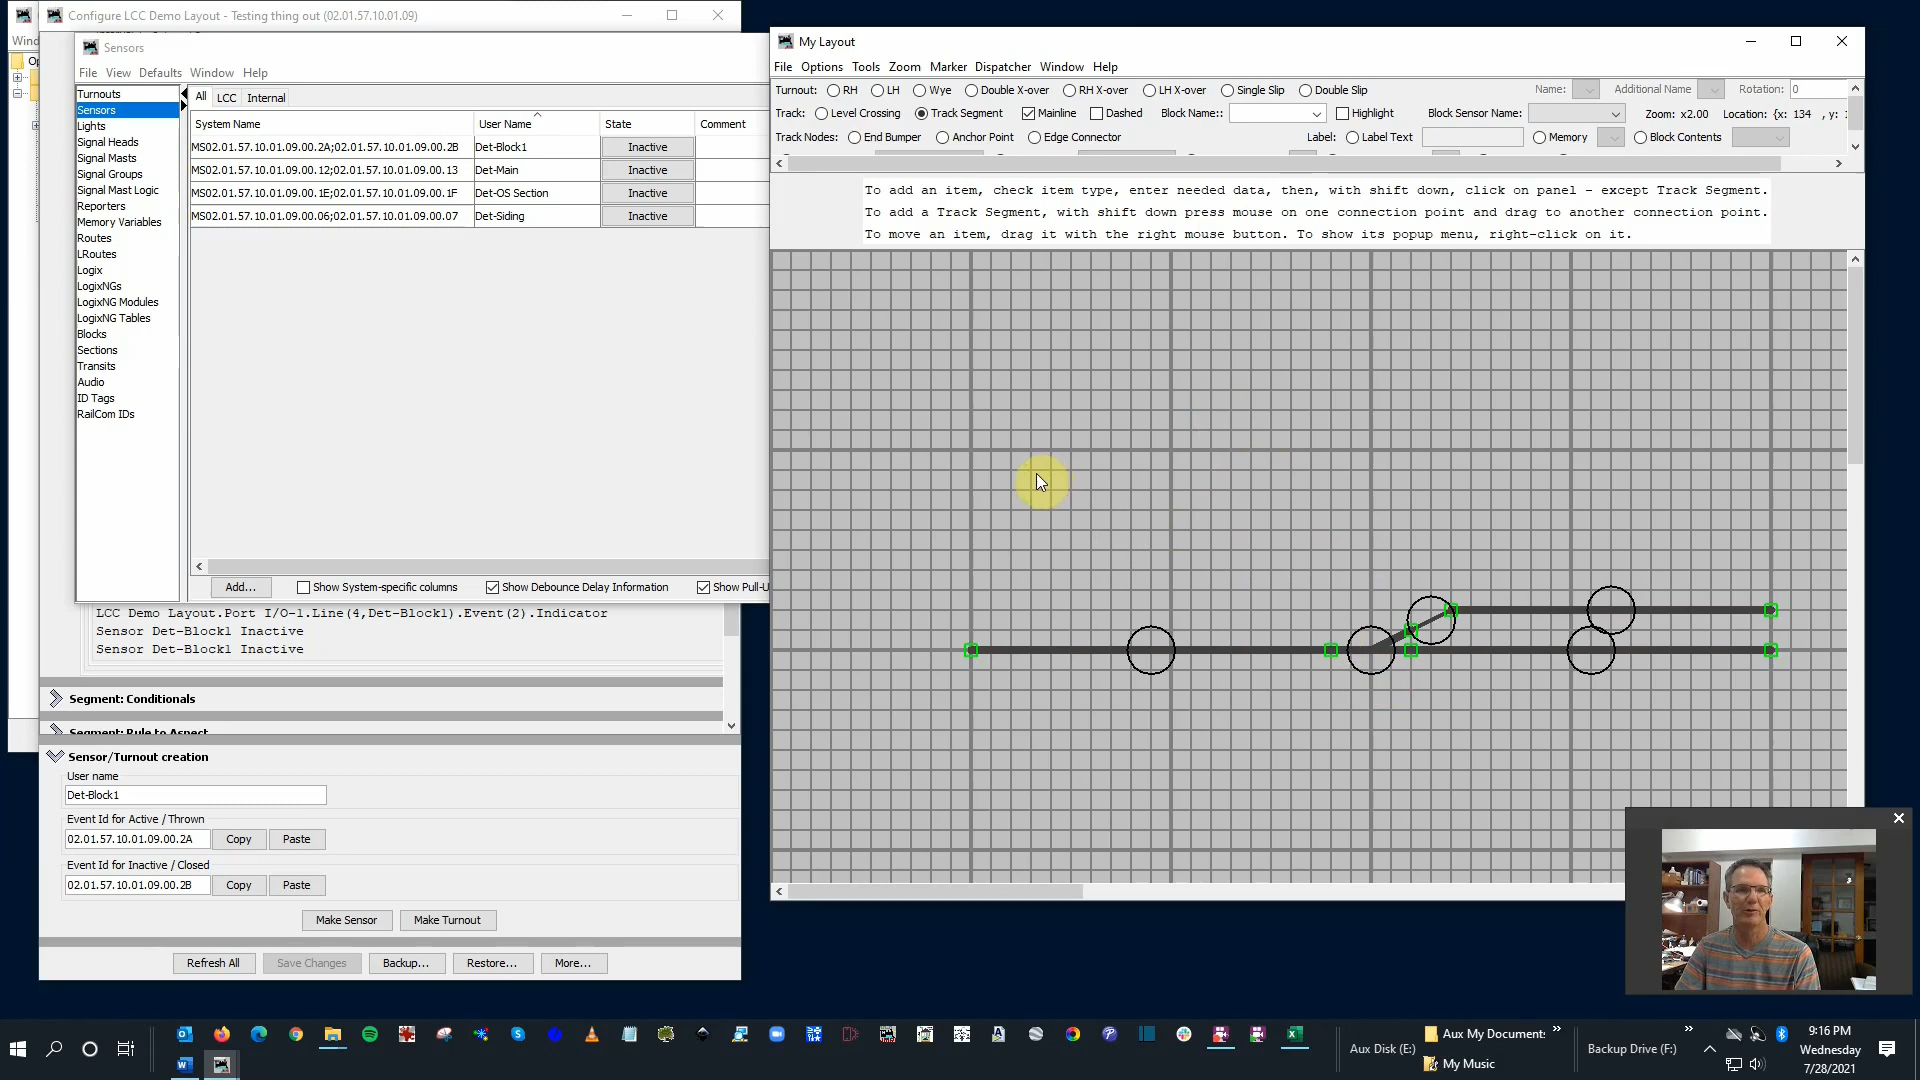 Configure LCC Demo Layout - Testing thing out (02.01.57.10.01.09)
Wind
Op
Sensors
File View Defaults Window Help
Turnouts
Sensors
Lights
Signal Heads
Signal Masts
Signal Groups
Signal Mast Logic
Reporters
Memory Variables
Routes
LRoutes
Logix
LogixNGs
LogixNG Modules
LogixNG Tables
Blocks
Sections
Transits
Audio
ID Tags
RailCom IDs
All LCC Internal
System Name User Name State Comment
MS02.01.57.10.01.09.00.2A;02.01.57.10.01.09.00.2B Det-Block1 Inactive
MS02.01.57.10.01.09.00.12;02.01.57.10.01.09.00.13 Det-Main Inactive
MS02.01.57.10.01.09.00.1E;02.01.57.10.01.09.00.1F Det-OS Section Inactive
MS02.01.57.10.01.09.00.06;02.01.57.10.01.09.00.07 Det-Siding Inactive
Add... Show System-specific columns Show Debounce Delay Information Show Pull-U
LCC Demo Layout.Port I/O-1.Line(4,Det-Block1).Event(2).Indicator
Sensor Det-Block1 Inactive
Sensor Det-Block1 Inactive
Segment: Conditionals
Segment: Rule to Aspect
Sensor/Turnout creation
User name
Det-Block1
Event Id for Active / Thrown
02.01.57.10.01.09.00.2A Copy Paste
Event Id for Inactive / Closed
02.01.57.10.01.09.00.2B Copy Paste
Make Sensor Make Turnout
Refresh All Save Changes Backup... Restore... More...
My Layout
File Options Tools Zoom Marker Dispatcher Window Help
Turnout: RH LH Wye Double X-over RH X-over LH X-over Single Slip Double Slip Name: Additional Name Rotation: 0
Track: Level Crossing Track Segment Mainline Dashed Block Name:: Highlight Block Sensor Name: Zoom: x2.00 Location: {x: 134 , y: 1
Track Nodes: End Bumper Anchor Point Edge Connector Label: Label Text Memory Block Contents
To add an item, check item type, enter needed data, then, with shift down, click on panel - except Track Segment.
To add a Track Segment, with shift down press mouse on one connection point and drag to another connection point.
To move an item, drag it with the right mouse button. To show its popup menu, right-click on it.
Aux Disk (E:) Aux My Documents My Music Backup Drive (F:)
9:16 PM
Wednesday
7/28/2021